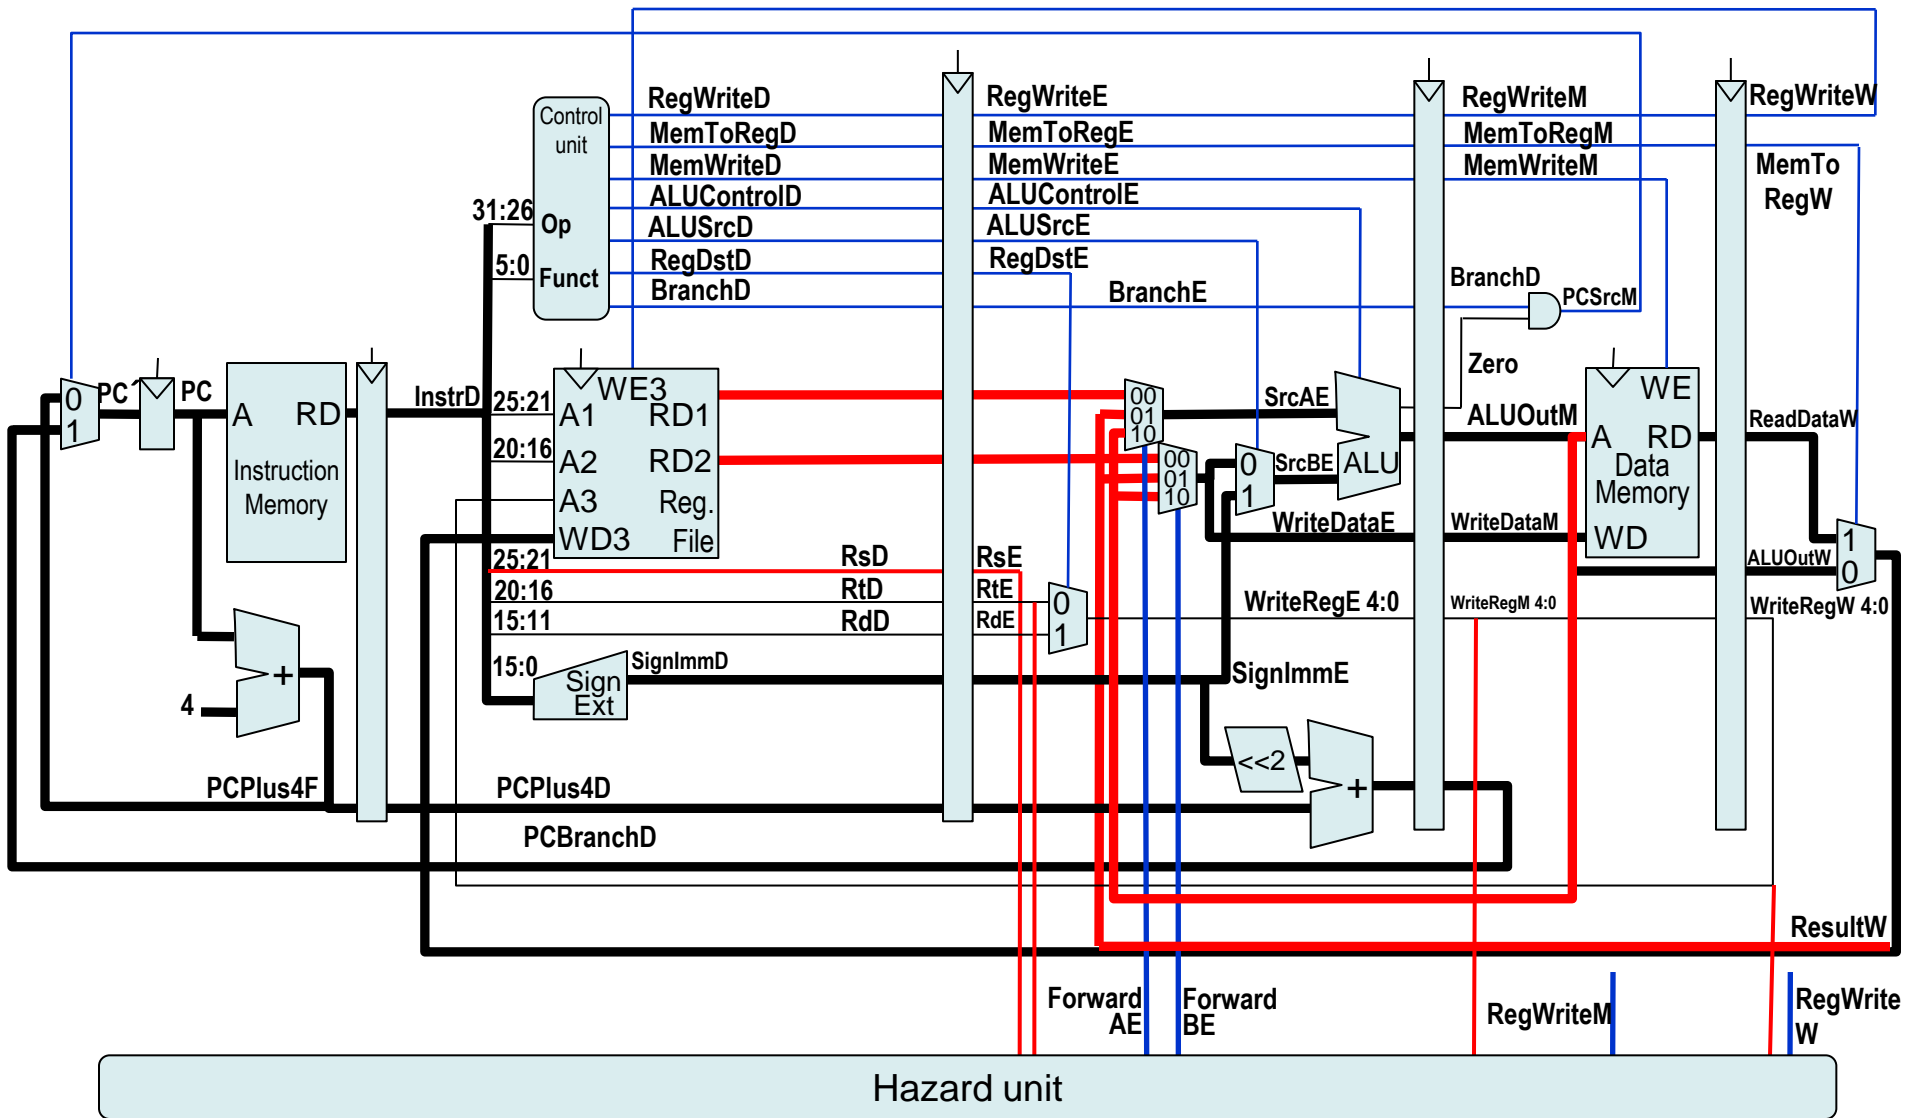 RegWriteD
RegWriteE
RegWriteM
RegWriteW
Control
unit
MemToRegD
MemToRegE
MemToRegM
MemWriteD
MemWriteE
MemWriteM
MemTo
RegW
ALUControlD
ALUControlE
31:26
Op
ALUSrcD
ALUSrcE
5:0
Funct
RegDstD
RegDstE
BranchD
BranchE
BranchD
PCSrcM
Zero
0
1
PC´
PC
A
RD
Instruction
Memory
InstrD
25:21
20:16
WE3
A1
RD1
A2
RD2
A3
Reg.
WD3
File
00
01
10
00
01
10
SrcAE
0
1
SrcBE
ALU
ALUOutM
WE
A
RD
Data
Memory
WD
ReadDataW
WriteDataE
WriteDataM
1
0
ALUOutW
25:21
RsD
RsE
20:16
RtD
RtE
15:11
RdD
RdE
0
1
WriteRegE 4:0
WriteRegM 4:0
WriteRegW 4:0
15:0
Sign
Ext
SignImmD
SignImmE
+
4
<<2
+
PCPlus4F
PCPlus4D
PCBranchD
ResultW
Forward
AE
Forward
BE
RegWriteM
RegWrite
W
Hazard unit